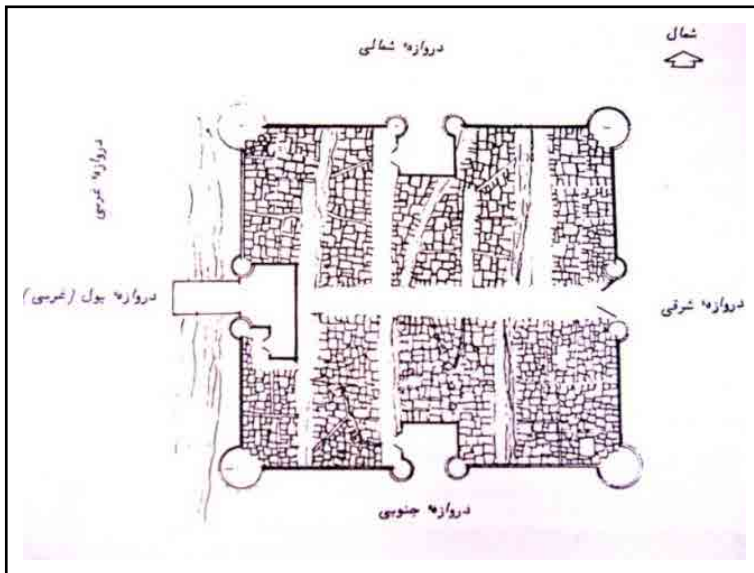 شمال
دروازه شمالی
دروازه غربی
دروازه پول (غربی)
دروازه شرقی
دروازه جنوبی